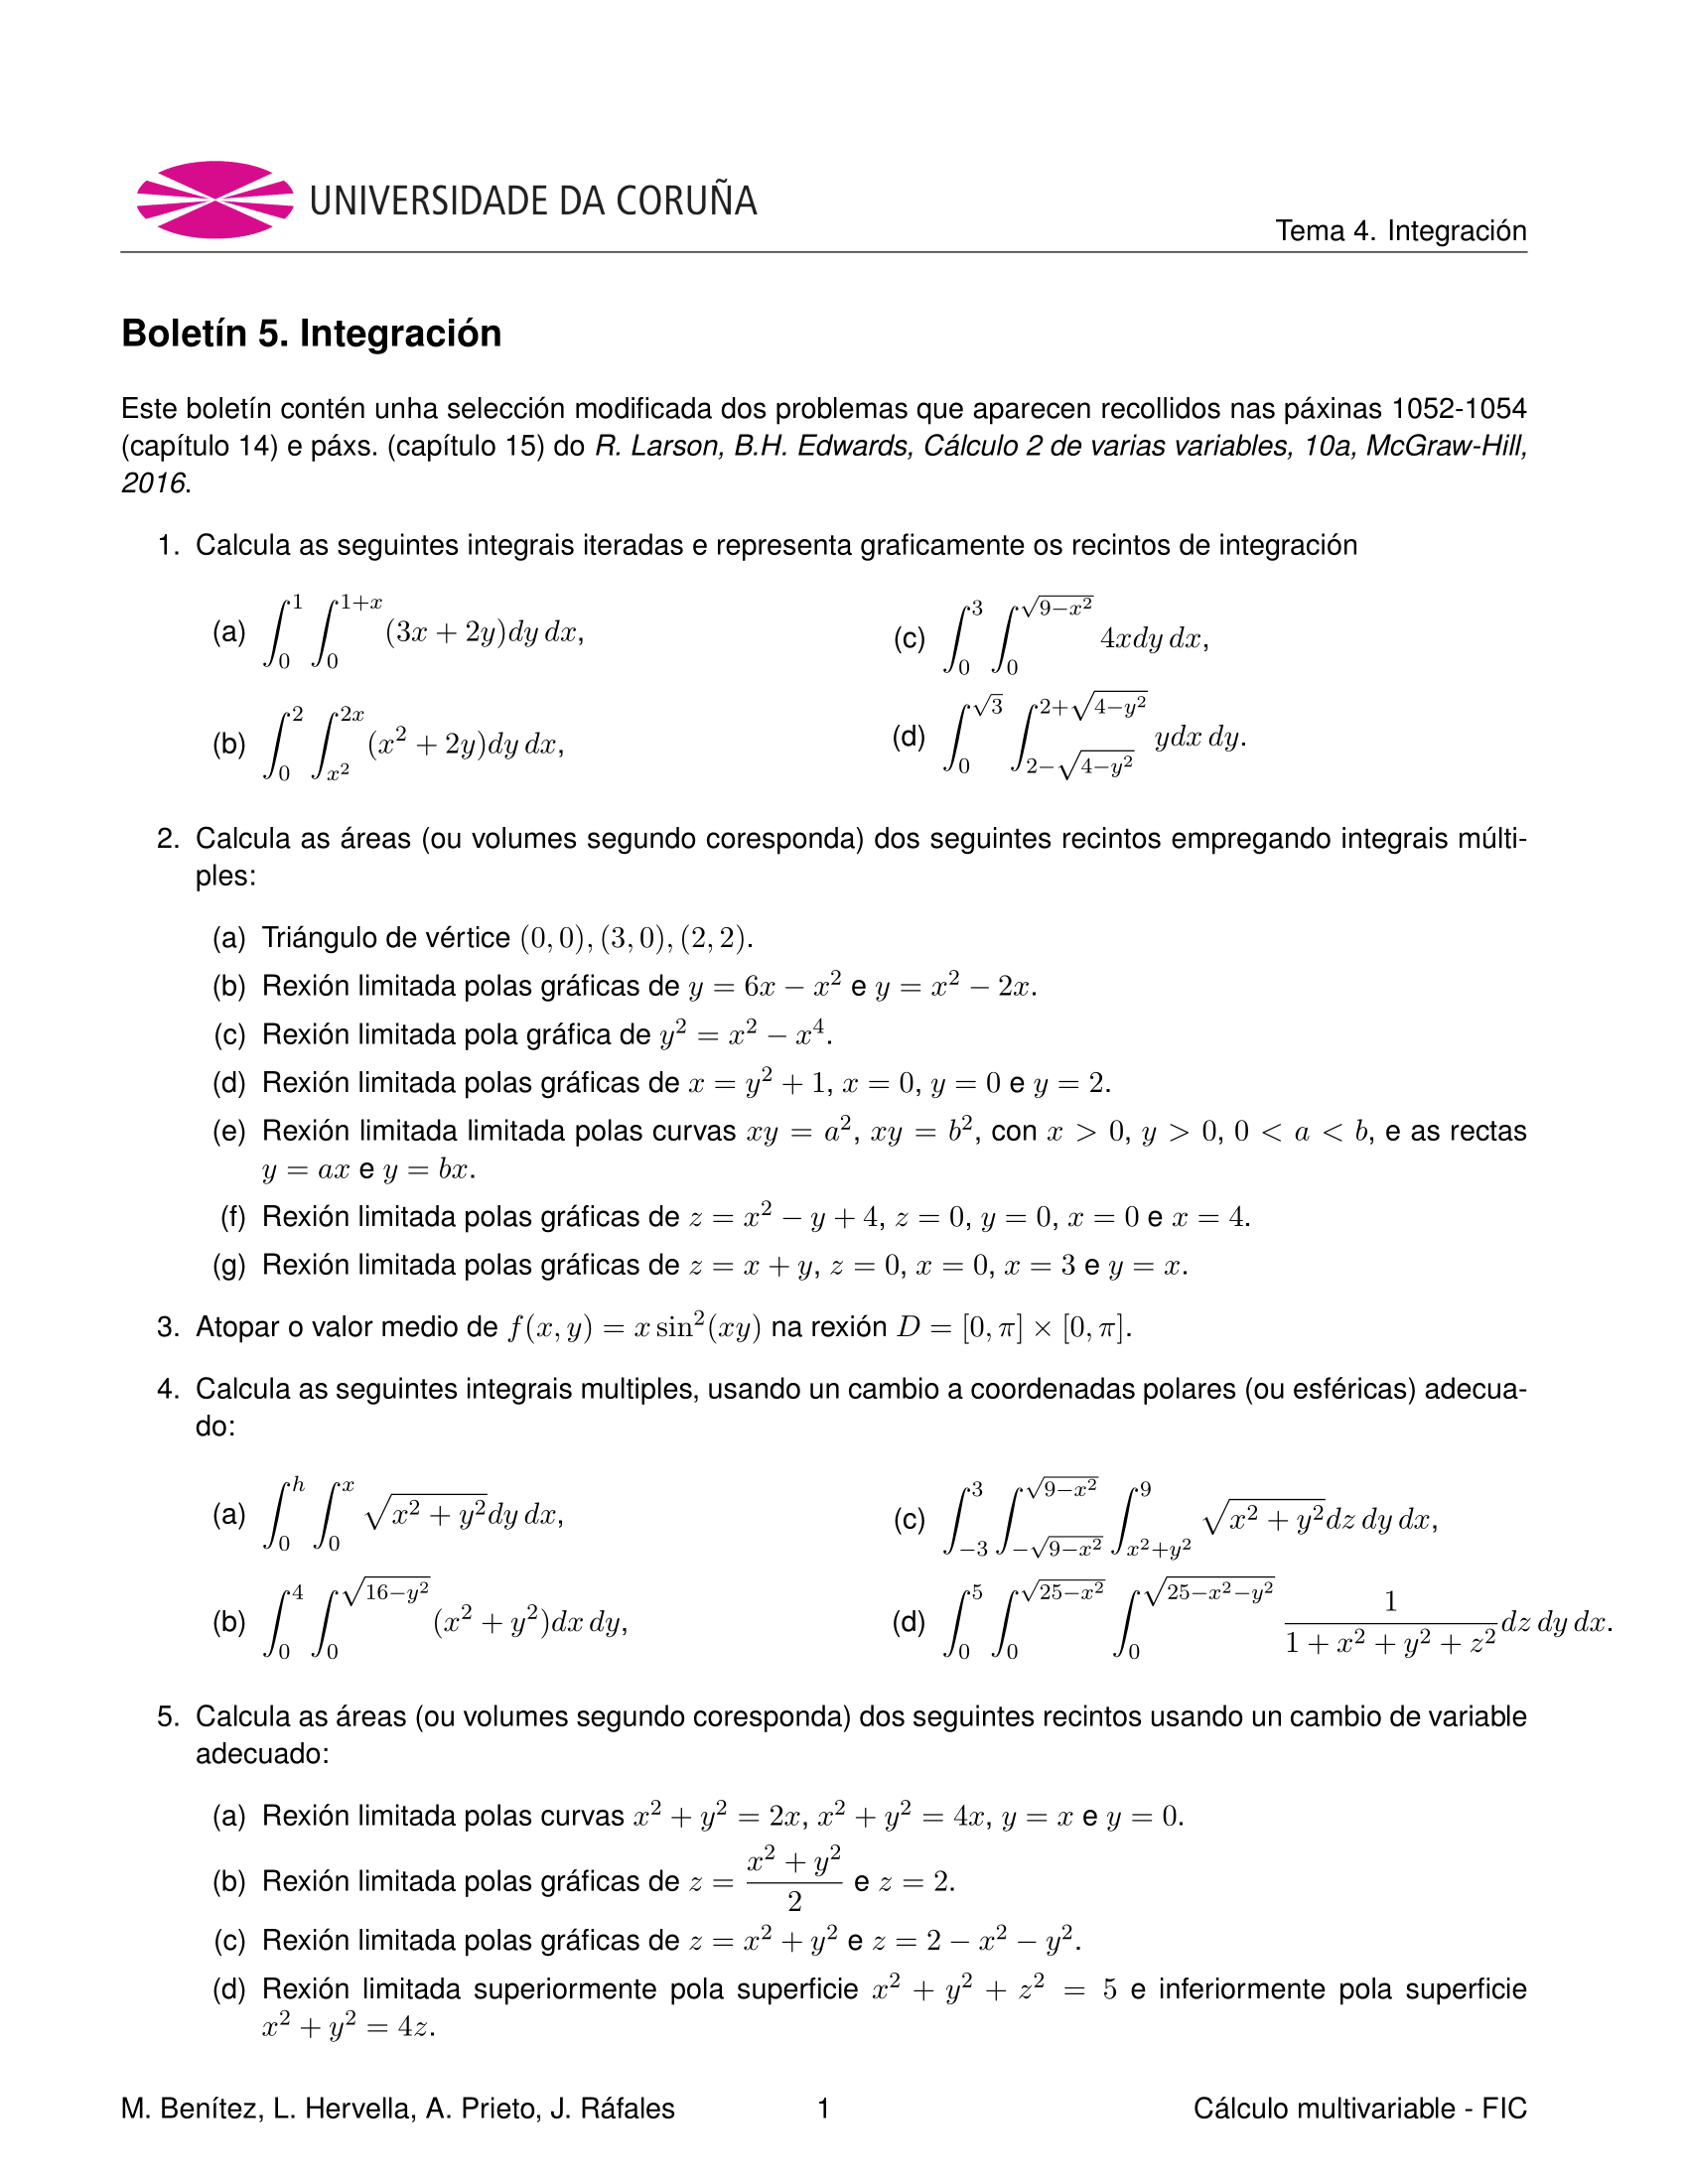 UNIVERSIDADE DA CORUÑA
Tema 4. Integración
Boletín 5. Integración
Este boletín contén unha selección modificada dos problemas que aparecen recollidos nas páxinas 1052-1054
(capítulo 14) e páxs. (capítulo 15) do R. Larson, B.H. Edwards, Cálculo 2 de varias variables, 10a, McGraw-Hill,
2016.
1. Calcula as seguintes integrais iteradas e representa graficamente os recintos de integración
(a) $\int_0^1 \int_0^{1+x} (3x + 2y) dy\, dx$,
(b) $\int_0^2 \int_{x^2}^{2x} (x^2 + 2y) dy\, dx$,
(c) $\int_0^3 \int_0^{\sqrt{9-x^2}} 4x dy\, dx$,
(d) $\int_0^{\sqrt{3}} \int_{2-\sqrt{4-y^2}}^{2+\sqrt{4-y^2}} y dx\, dy$.
2. Calcula as áreas (ou volumes segundo coresponda) dos seguintes recintos empregando integrais múlti-
ples:
(a) Triángulo de vértice $(0, 0), (3, 0), (2, 2)$.
(b) Rexión limitada polas gráficas de $y = 6x - x^2$ e $y = x^2 - 2x$.
(c) Rexión limitada pola gráfica de $y^2 = x^2 - x^4$.
(d) Rexión limitada polas gráficas de $x = y^2 + 1$, $x = 0$, $y = 0$ e $y = 2$.
(e) Rexión limitada limitada polas curvas $xy = a^2$, $xy = b^2$, con $x > 0$, $y > 0$, $0 < a < b$, e as rectas
$y = ax$ e $y = bx$.
(f) Rexión limitada polas gráficas de $z = x^2 - y + 4$, $z = 0$, $y = 0$, $x = 0$ e $x = 4$.
(g) Rexión limitada polas gráficas de $z = x + y$, $z = 0$, $x = 0$, $x = 3$ e $y = x$.
3. Atopar o valor medio de $f(x, y) = x \sin^2(xy)$ na rexión $D = [0, \pi] \times [0, \pi]$.
4. Calcula as seguintes integrais multiples, usando un cambio a coordenadas polares (ou esféricas) adecua-
do:
(a) $\int_0^h \int_0^x \sqrt{x^2 + y^2} dy\, dx$,
(b) $\int_0^4 \int_0^{\sqrt{16-y^2}} (x^2 + y^2) dx\, dy$,
(c) $\int_{-3}^3 \int_{-\sqrt{9-x^2}}^{\sqrt{9-x^2}} \int_{x^2+y^2}^9 \sqrt{x^2 + y^2} dz\, dy\, dx$,
(d) $\int_0^5 \int_0^{\sqrt{25-x^2}} \int_0^{\sqrt{25-x^2-y^2}} \frac{1}{1 + x^2 + y^2 + z^2} dz\, dy\, dx$.
5. Calcula as áreas (ou volumes segundo coresponda) dos seguintes recintos usando un cambio de variable
adecuado:
(a) Rexión limitada polas curvas $x^2 + y^2 = 2x$, $x^2 + y^2 = 4x$, $y = x$ e $y = 0$.
(b) Rexión limitada polas gráficas de $z = \frac{x^2 + y^2}{2}$ e $z = 2$.
(c) Rexión limitada polas gráficas de $z = x^2 + y^2$ e $z = 2 - x^2 - y^2$.
(d) Rexión limitada superiormente pola superficie $x^2 + y^2 + z^2 = 5$ e inferiormente pola superficie
$x^2 + y^2 = 4z$.
M. Benítez, L. Hervella, A. Prieto, J. Ráfales
1
Cálculo multivariable - FIC